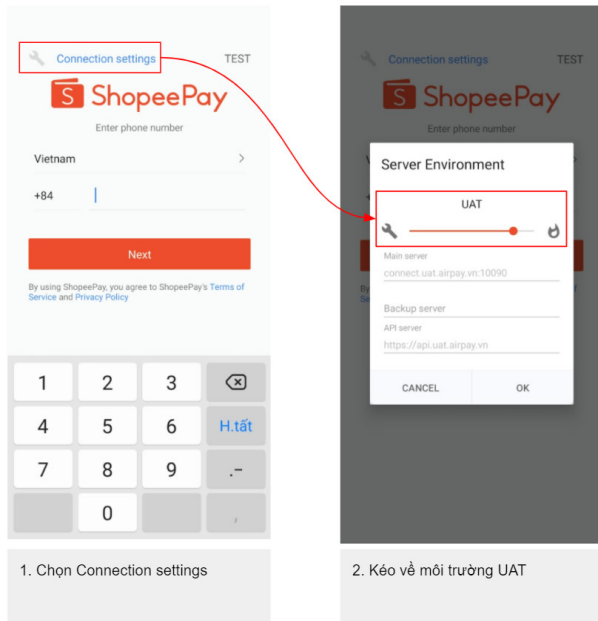 Connection settings
TEST
S ShopeePay
Enter phone number
Vietnam
+84
Next
By using ShopeePay, you agree to ShopeePay's Terms of
Service and Privacy Policy
1 2 3
4 5 6 H.tất
7 8 9 .–
0 ,
1. Chọn Connection settings
Connection settings
TEST
S ShopeePay
Enter phone number
Server Environment
UAT
Main server
connect.uat.airpay.vn:10090
Backup server
API server
https://api.uat.airpay.vn
CANCEL OK
2. Kéo về môi trường UAT